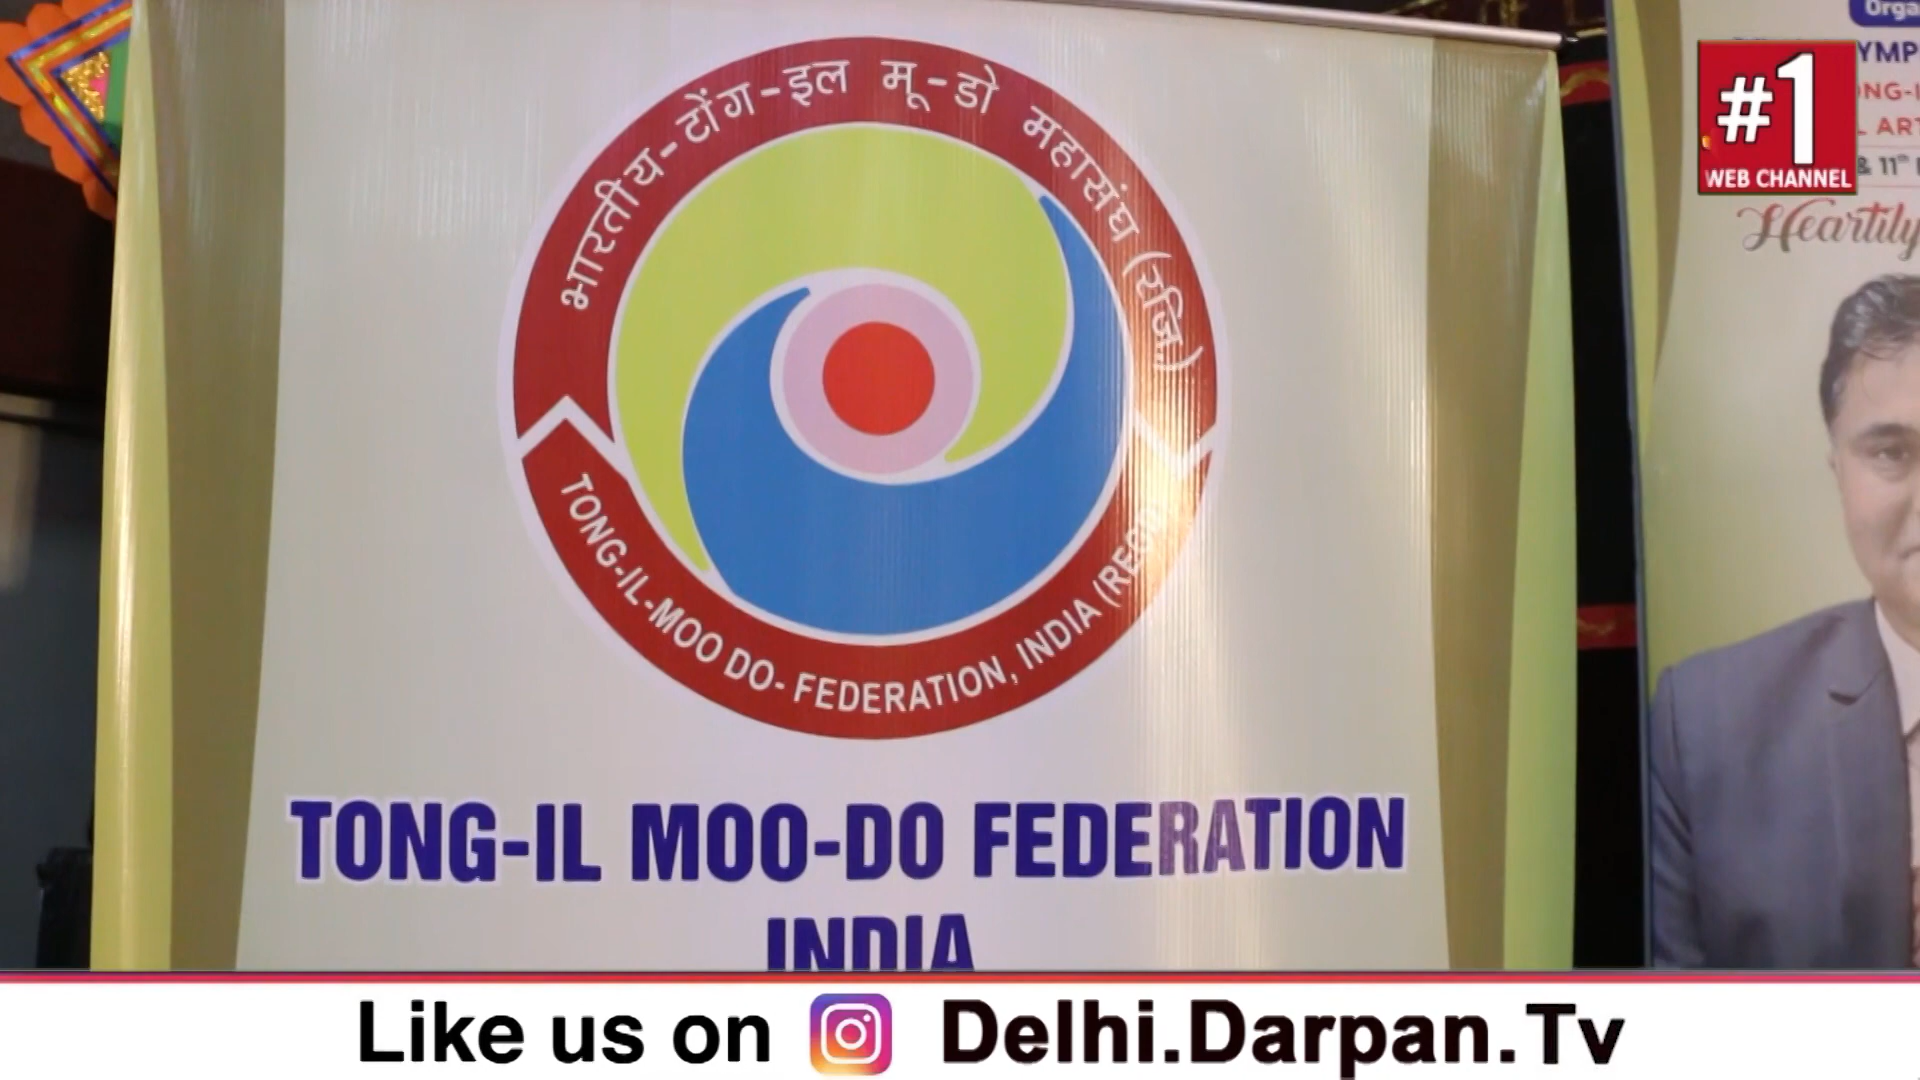 भारतीय-टोंग-इल मू-डो महासंघ (रजि.)
TONG-IL-MOO DO- FEDERATION, INDIA
TONG-IL MOO-DO FEDERATION
INDIA
#1
WEB CHANNEL
& 11th
Heartily
Like us on Delhi.Darpan.Tv